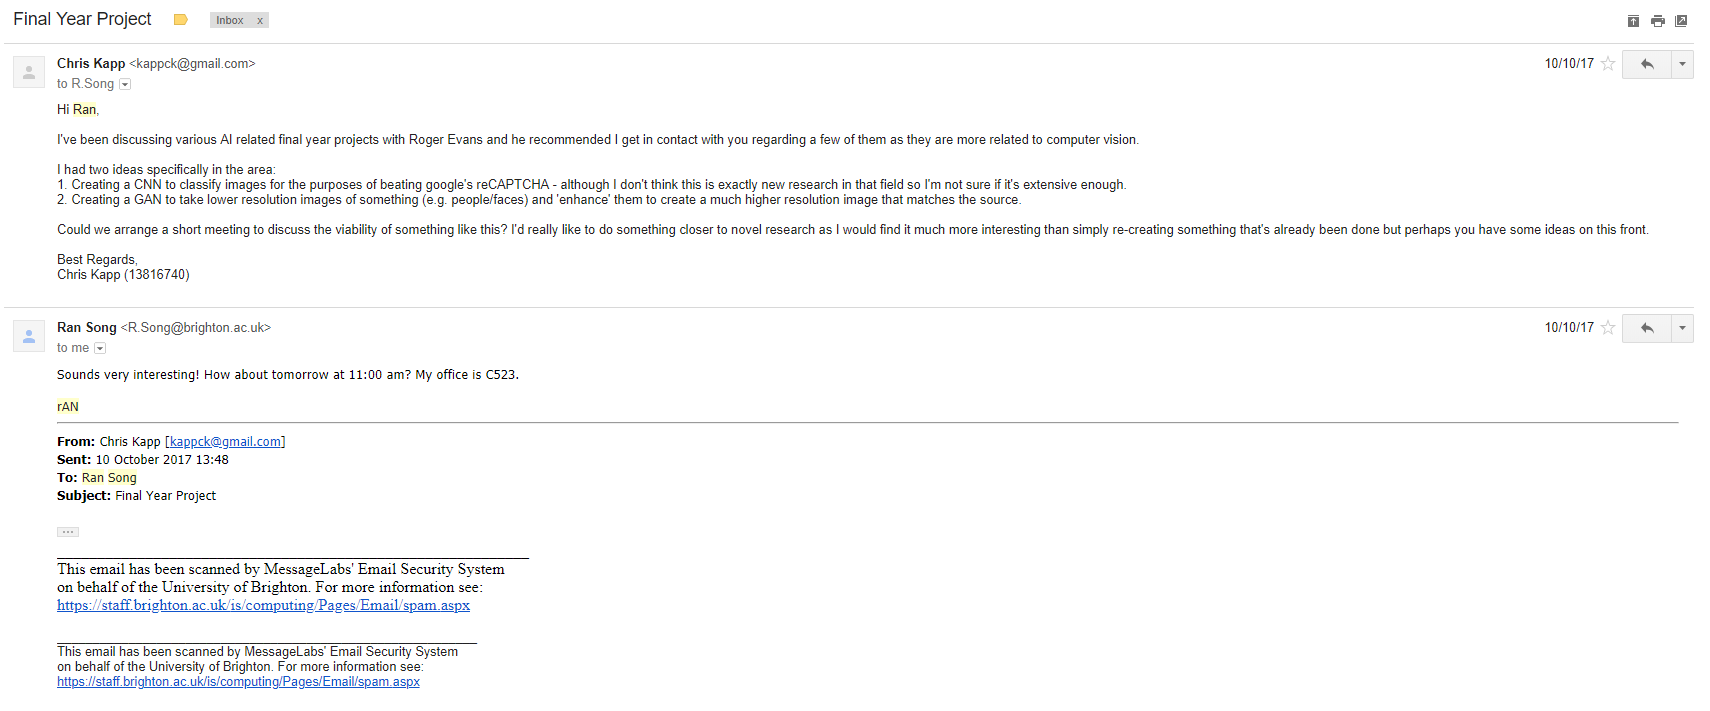 Final Year Project Inbox x
Chris Kapp <kappck@gmail.com> 10/10/17
to R.Song
Hi Ran,
I've been discussing various AI related final year projects with Roger Evans and he recommended I get in contact with you regarding a few of them as they are more related to computer vision.
I had two ideas specifically in the area:
1. Creating a CNN to classify images for the purposes of beating google's reCAPTCHA - although I don't think this is exactly new research in that field so I'm not sure if it's extensive enough.
2. Creating a GAN to take lower resolution images of something (e.g. people/faces) and 'enhance' them to create a much higher resolution image that matches the source.
Could we arrange a short meeting to discuss the viability of something like this? I'd really like to do something closer to novel research as I would find it much more interesting than simply re-creating something that's already been done but perhaps you have some ideas on this front.
Best Regards,
Chris Kapp (13816740)
Ran Song <R.Song@brighton.ac.uk> 10/10/17
to me
Sounds very interesting! How about tomorrow at 11:00 am? My office is C523.
rAN
From: Chris Kapp [kappck@gmail.com]
Sent: 10 October 2017 13:48
To: Ran Song
Subject: Final Year Project
This email has been scanned by MessageLabs' Email Security System
on behalf of the University of Brighton. For more information see:
https://staff.brighton.ac.uk/is/computing/Pages/Email/spam.aspx
This email has been scanned by MessageLabs' Email Security System
on behalf of the University of Brighton. For more information see:
https://staff.brighton.ac.uk/is/computing/Pages/Email/spam.aspx